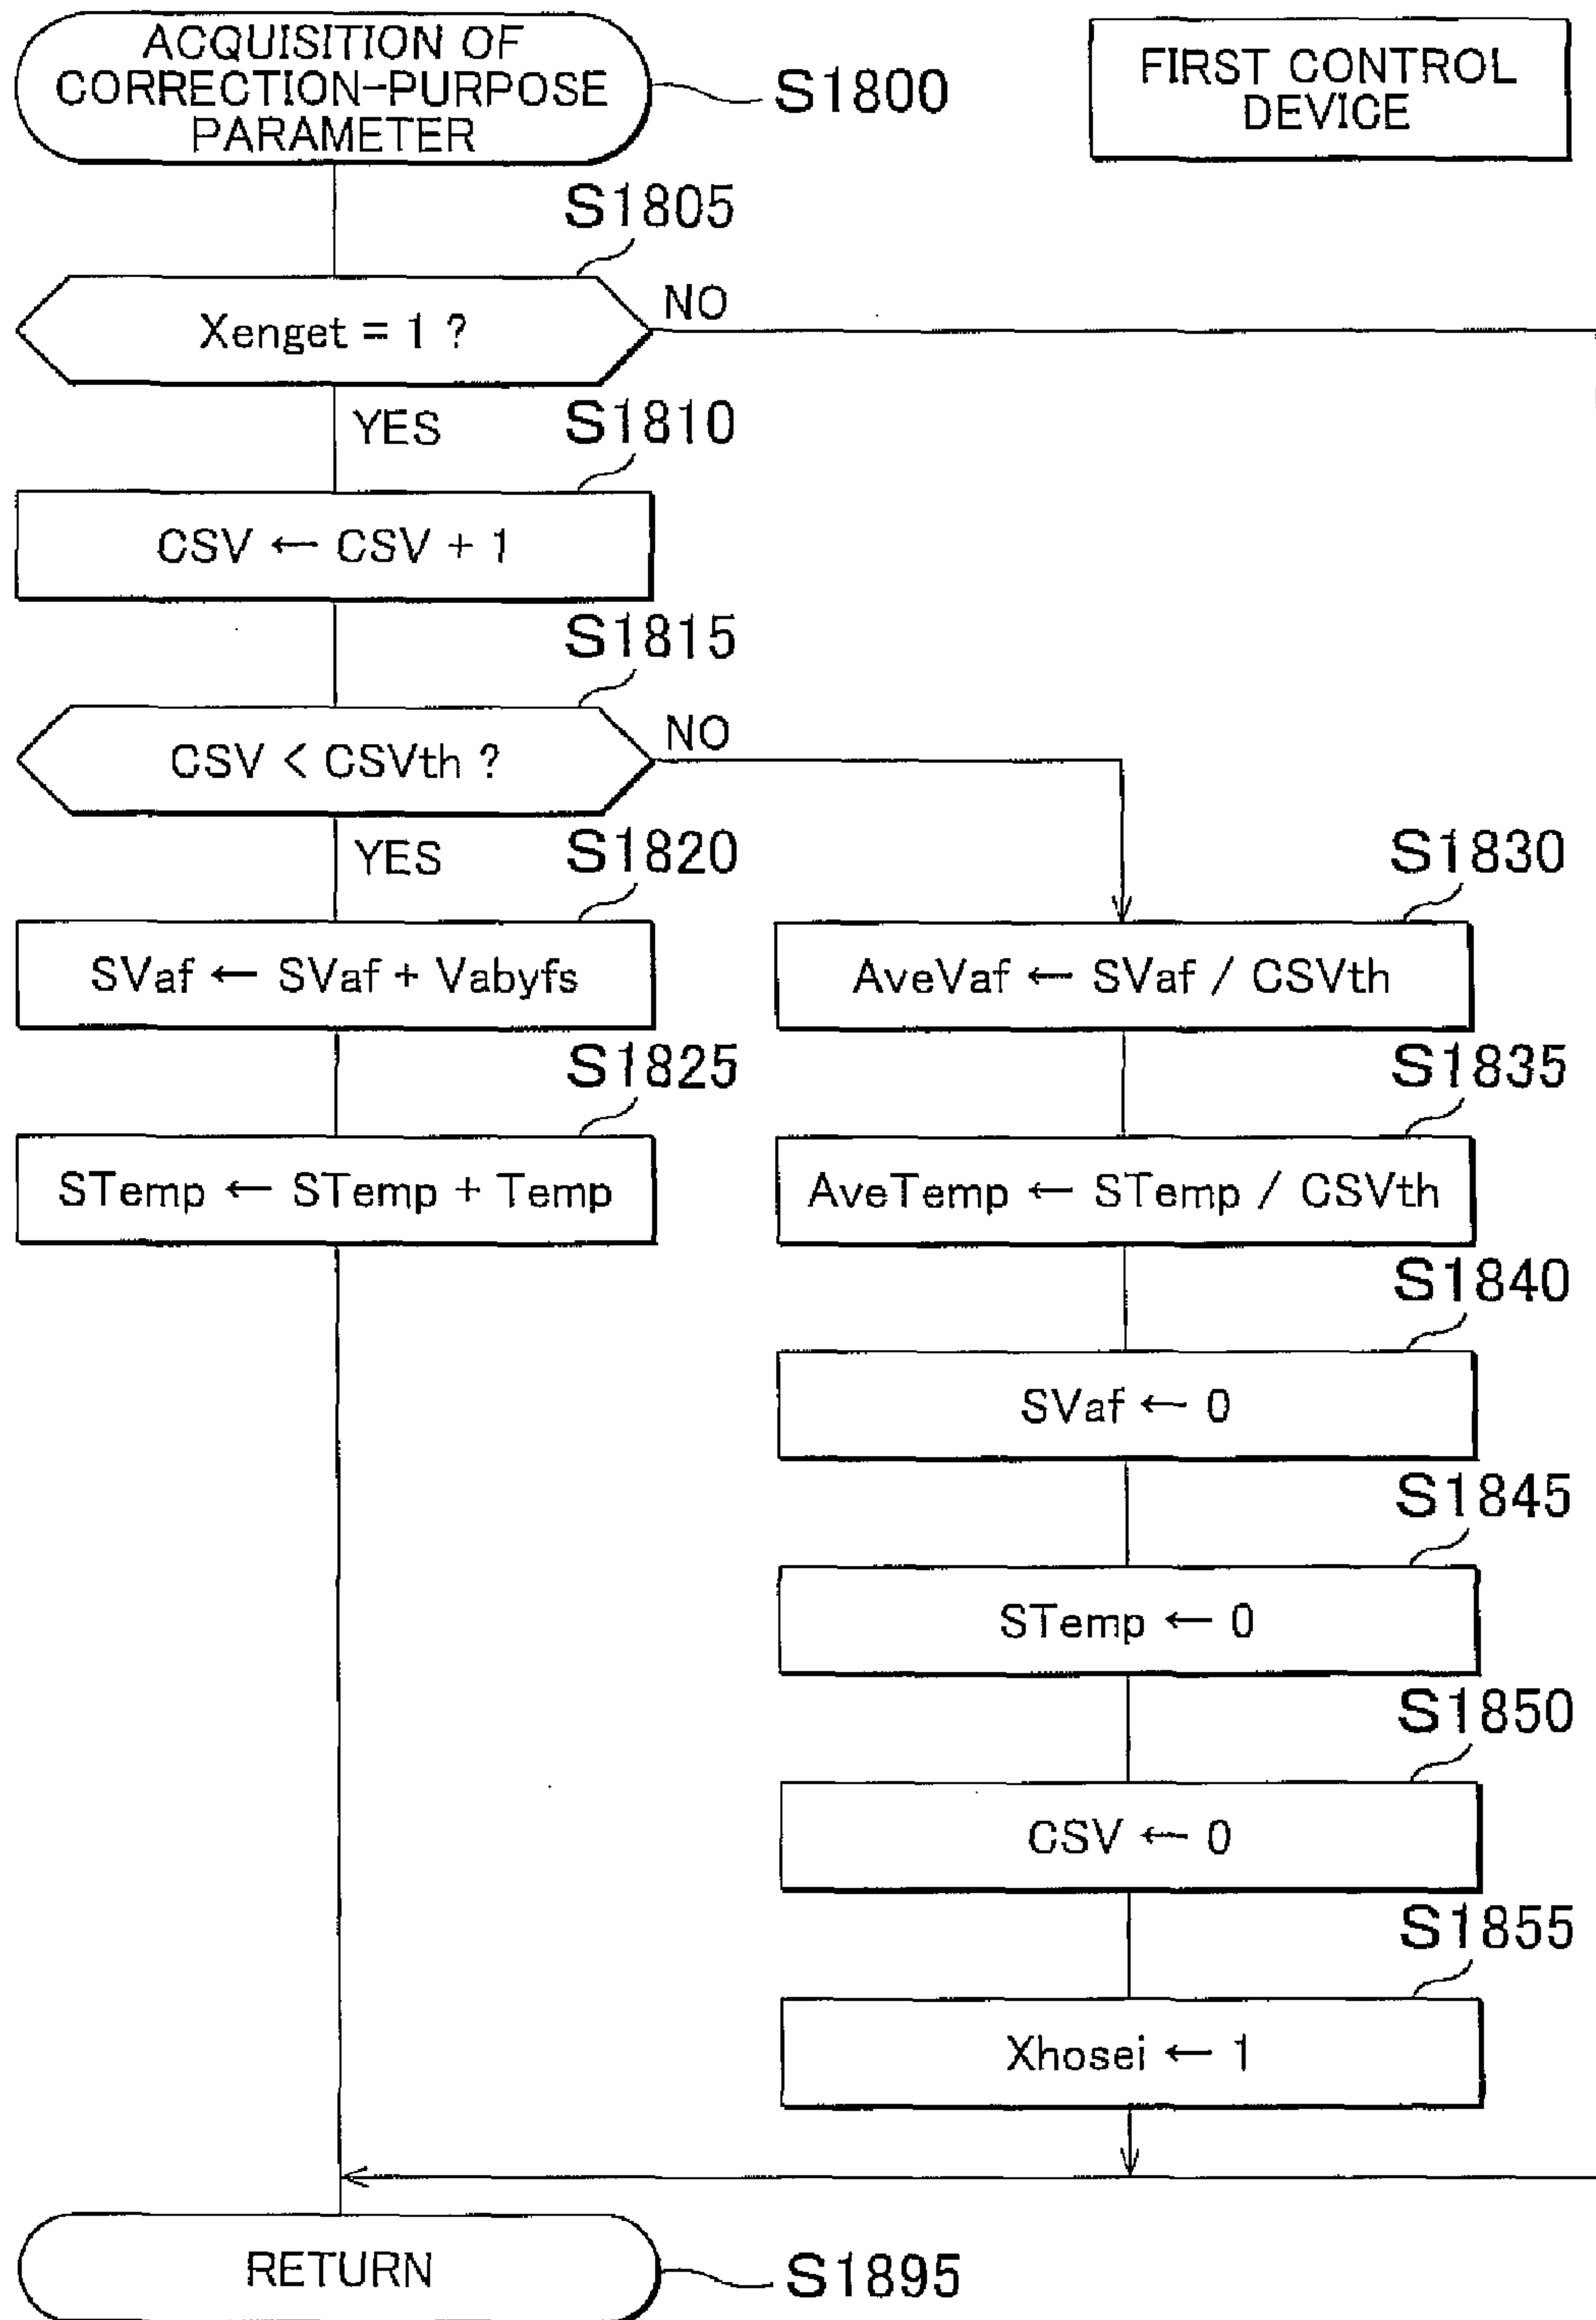 ACQUISITION OF
CORRECTION-PURPOSE
PARAMETER
S1800
FIRST CONTROL
DEVICE
S1805
Xenget = 1 ?
NO
YES
S1810
CSV ← CSV + 1
S1815
CSV < CSVth ?
NO
YES
S1820
SVaf ← SVaf + Vabyfs
S1825
STemp ← STemp + Temp
S1830
AveVaf ← SVaf / CSVth
S1835
AveTemp ← STemp / CSVth
S1840
SVaf ← 0
S1845
STemp ← 0
S1850
CSV ← 0
S1855
Xhosei ← 1
RETURN
S1895